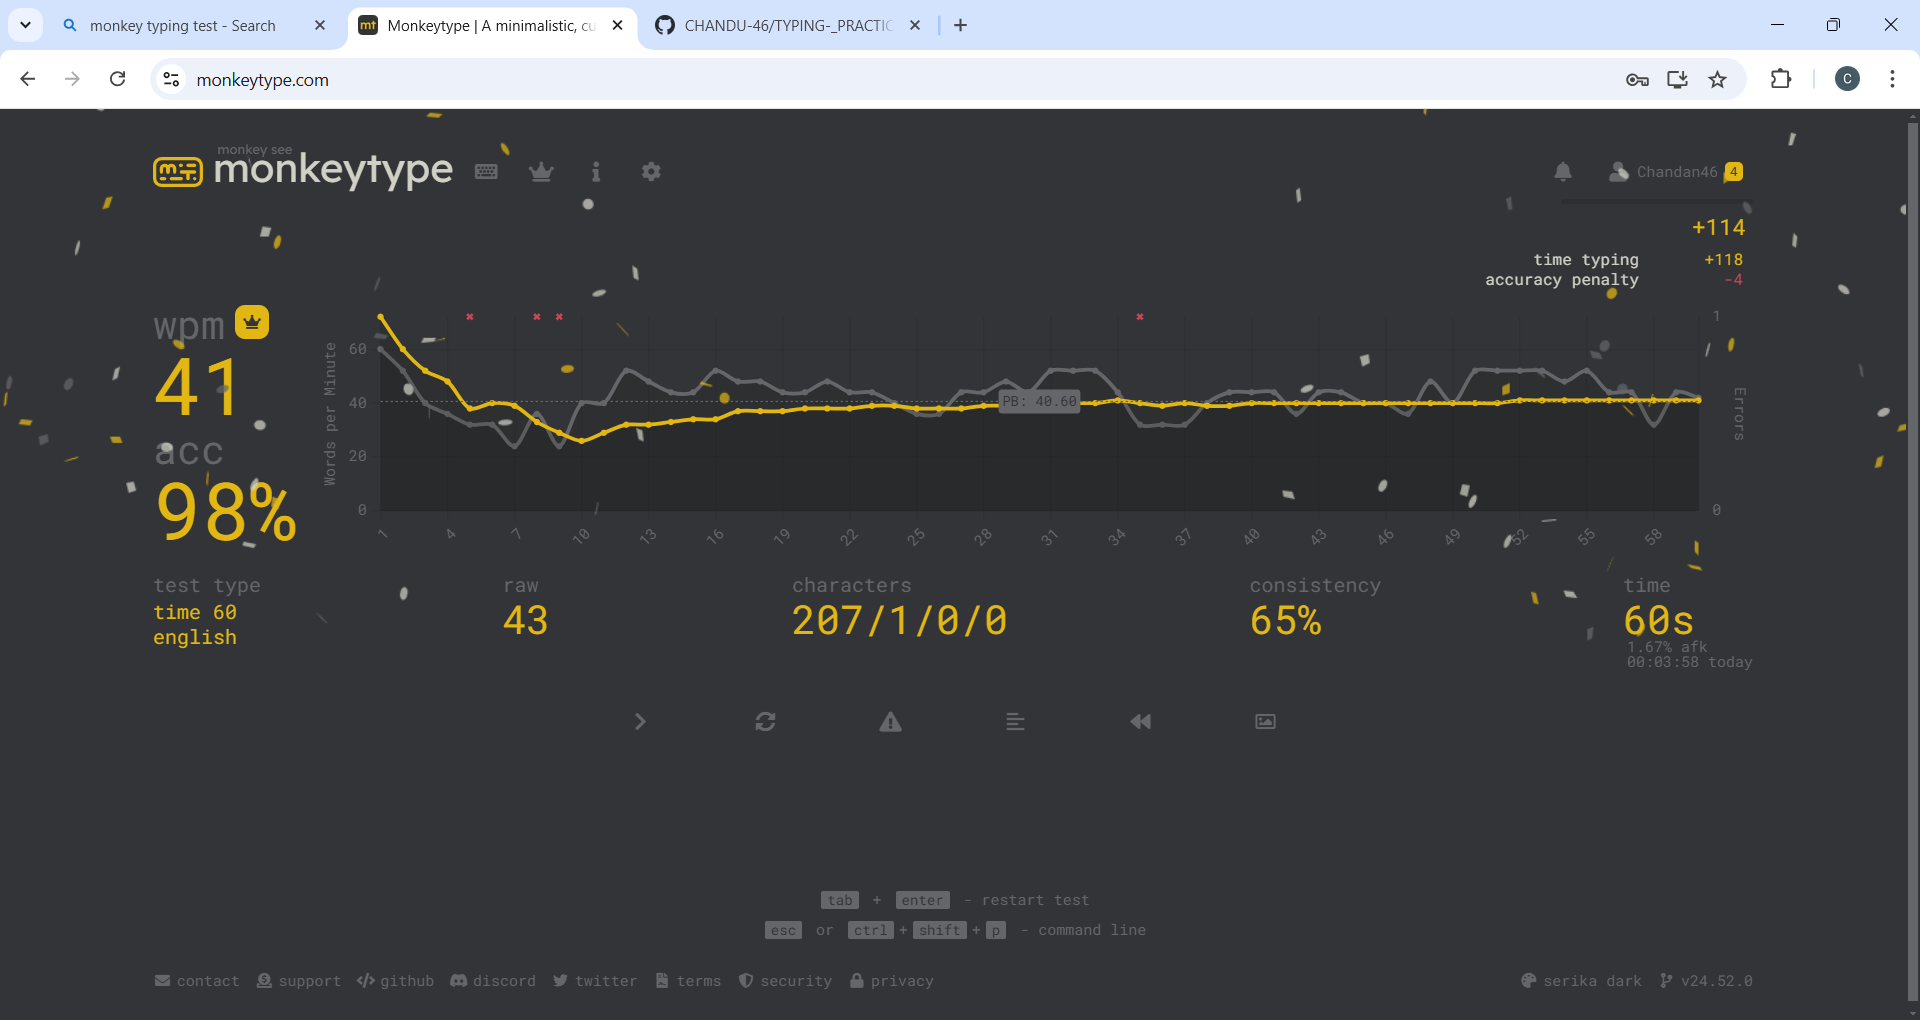 monkey typing test - Search
Monkeytype | A minimalistic, cu
CHANDU-46/TYPING-_PRACTIC
monkeytype.com
C
monkey see
mt monkeytype
Chandan46 4
+114
time typing +118
accuracy penalty -4
wpm
41
acc
98%
Words per Minute
60
40
20
0
PB: 40.60
1
0
Errors
1 4 7 10 13 16 19 22 25 28 31 34 37 40 43 46 49 52 55 58
test type
time 60
english
raw
43
characters
207/1/0/0
consistency
65%
time
60s
1.67% afk
00:03:58 today
tab + enter - restart test
esc or ctrl + shift + p - command line
contact support github discord twitter terms security privacy
serika dark v24.52.0